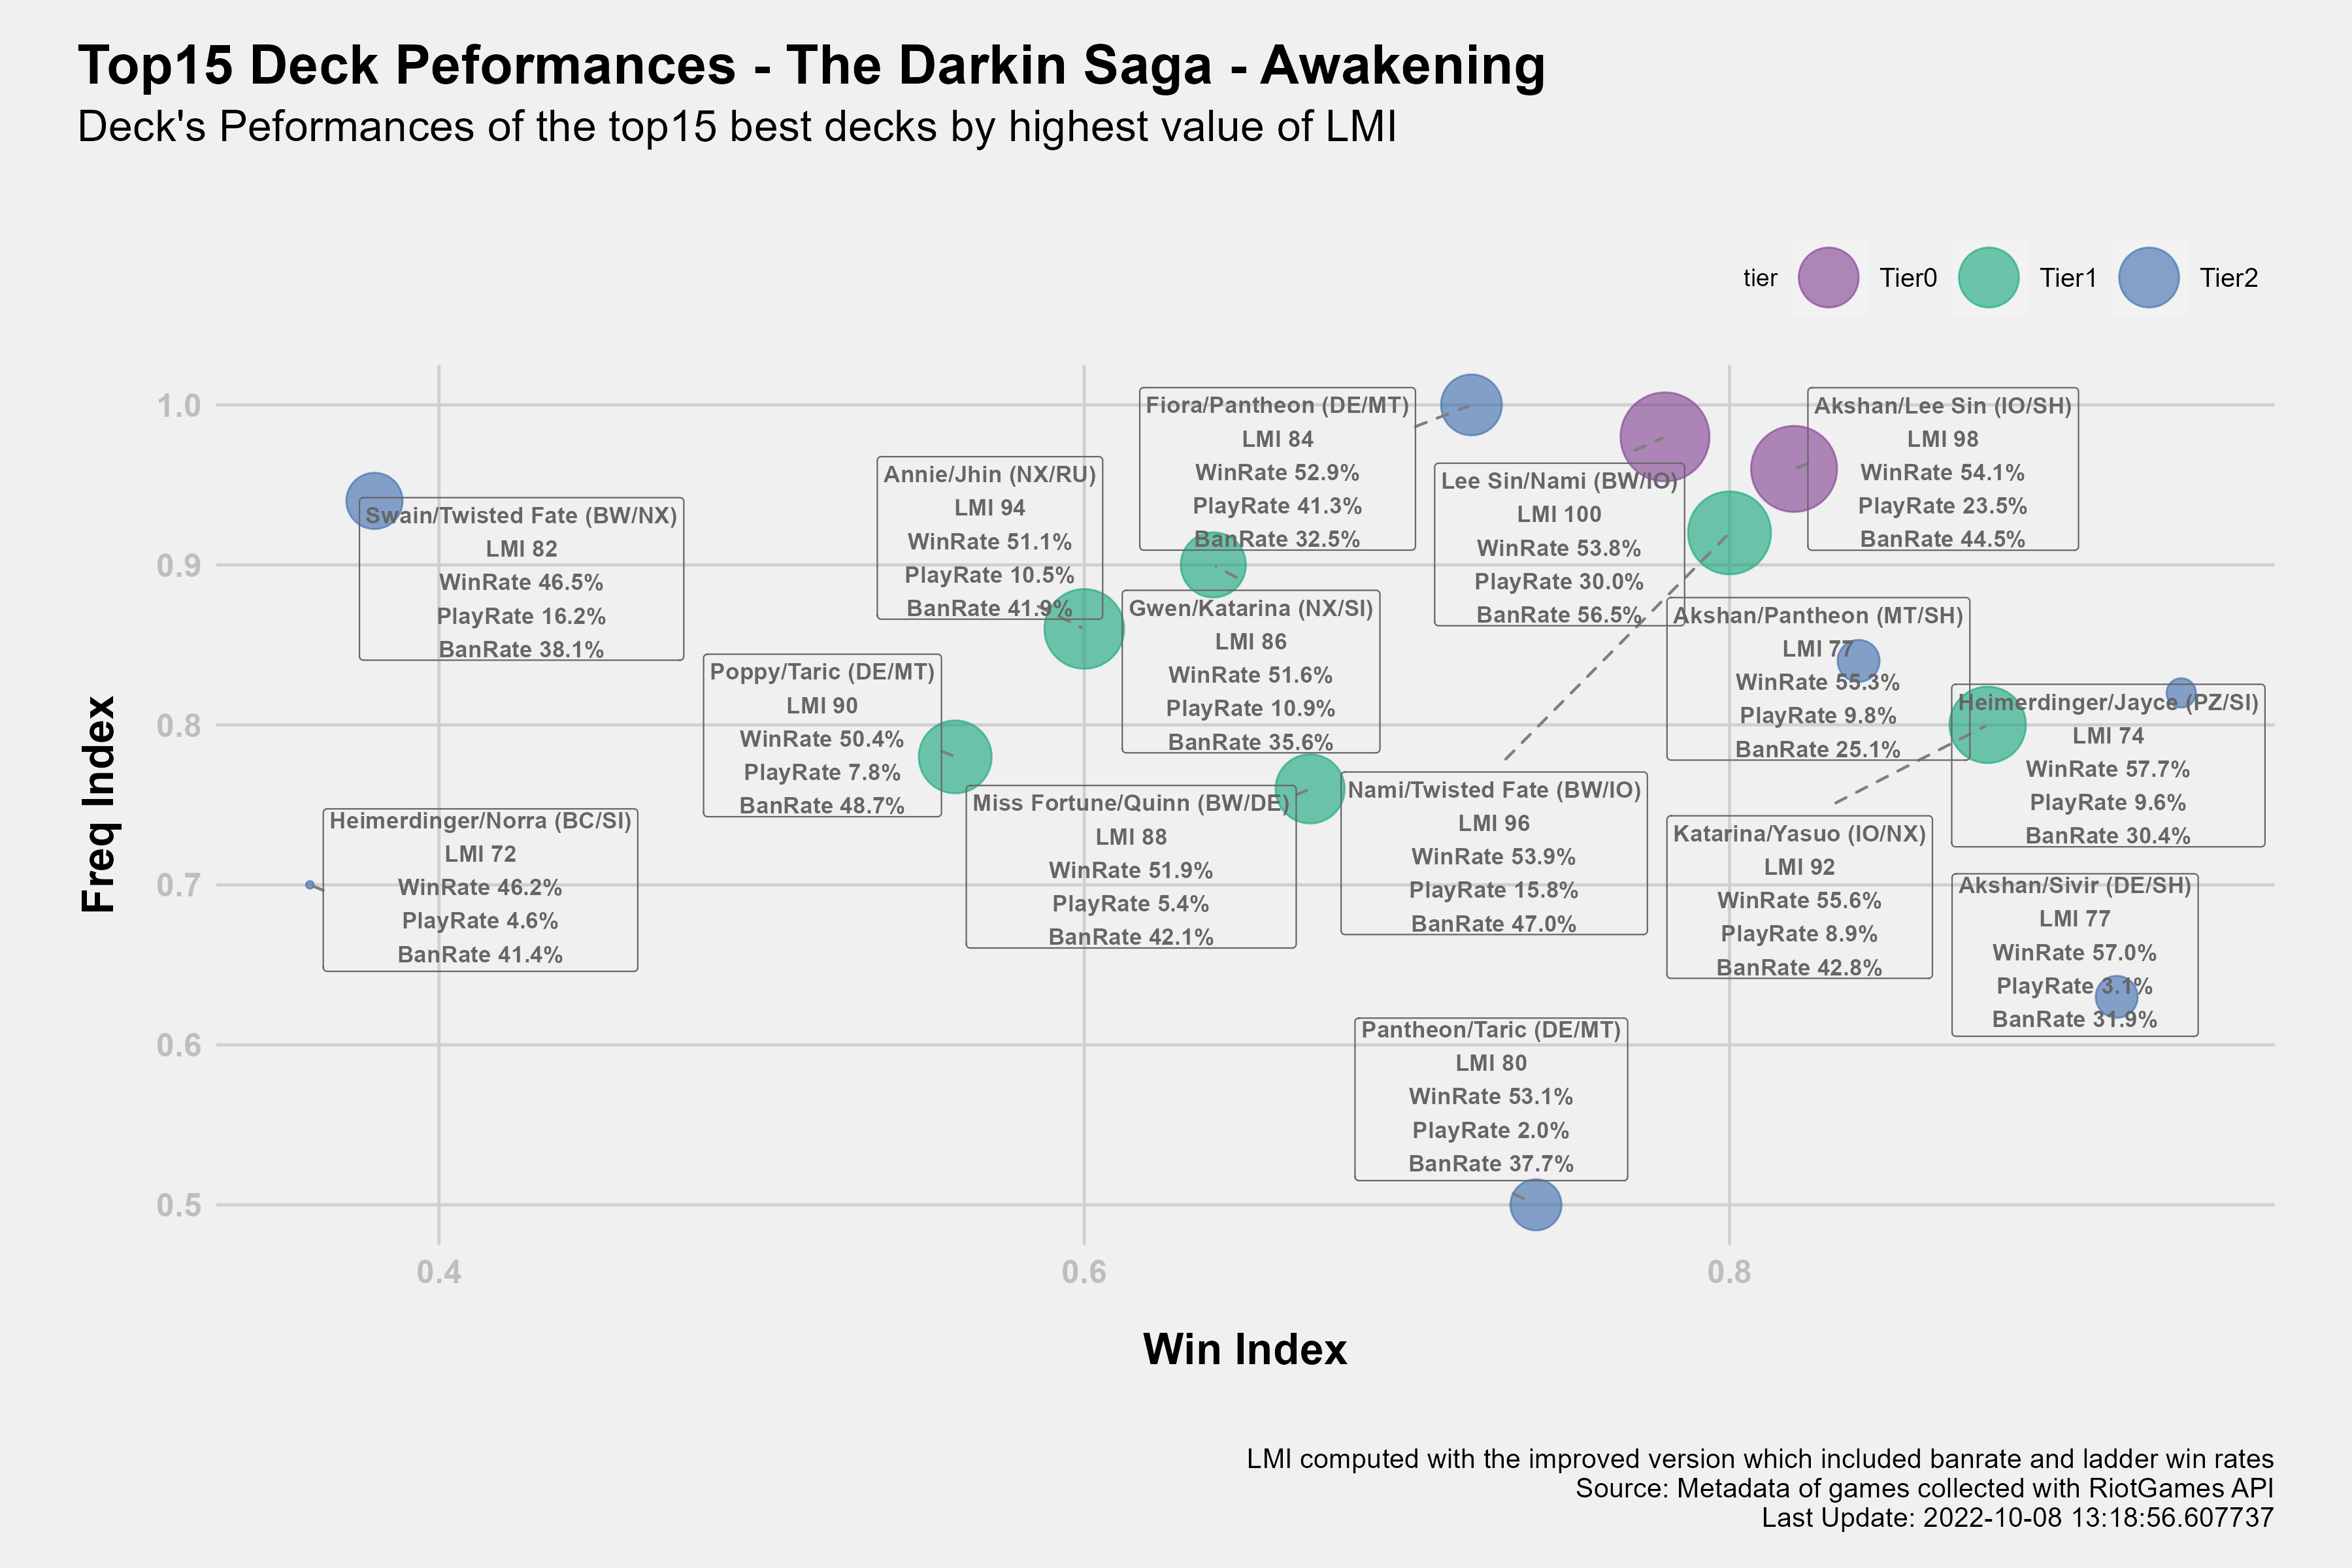 Top15 Deck Peformances - The Darkin Saga - Awakening
Deck's Peformances of the top15 best decks by highest value of LMI
tier
Tier0
Tier1
Tier2
Freq Index
1.0
0.9
0.8
0.7
0.6
0.5
Swain/Twisted Fate (BW/NX)
LMI 82
WinRate 46.5%
PlayRate 16.2%
BanRate 38.1%
Heimerdinger/Norra (BC/SI)
LMI 72
WinRate 46.2%
PlayRate 4.6%
BanRate 41.4%
Poppy/Taric (DE/MT)
LMI 90
WinRate 50.4%
PlayRate 7.8%
BanRate 48.7%
Annie/Jhin (NX/RU)
LMI 94
WinRate 51.1%
PlayRate 10.5%
BanRate 41.9%
Fiora/Pantheon (DE/MT)
LMI 84
WinRate 52.9%
PlayRate 41.3%
BanRate 32.5%
Gwen/Katarina (NX/SI)
LMI 86
WinRate 51.6%
PlayRate 10.9%
BanRate 35.6%
Miss Fortune/Quinn (BW/DE)
LMI 88
WinRate 51.9%
PlayRate 5.4%
BanRate 42.1%
Lee Sin/Nami (BW/IO)
LMI 100
WinRate 53.8%
PlayRate 30.0%
BanRate 56.5%
Nami/Twisted Fate (BW/IO)
LMI 96
WinRate 53.9%
PlayRate 15.8%
BanRate 47.0%
Pantheon/Taric (DE/MT)
LMI 80
WinRate 53.1%
PlayRate 2.0%
BanRate 37.7%
Akshan/Lee Sin (IO/SH)
LMI 98
WinRate 54.1%
PlayRate 23.5%
BanRate 44.5%
Akshan/Pantheon (MT/SH)
LMI 77
WinRate 55.3%
PlayRate 9.8%
BanRate 25.1%
Katarina/Yasuo (IO/NX)
LMI 92
WinRate 55.6%
PlayRate 8.9%
BanRate 42.8%
Heimerdinger/Jayce (PZ/SI)
LMI 74
WinRate 57.7%
PlayRate 9.6%
BanRate 30.4%
Akshan/Sivir (DE/SH)
LMI 77
WinRate 57.0%
PlayRate 3.1%
BanRate 31.9%
0.4
0.6
0.8
Win Index
LMI computed with the improved version which included banrate and ladder win rates
Source: Metadata of games collected with RiotGames API
Last Update: 2022-10-08 13:18:56.607737